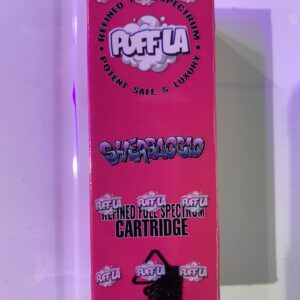 REFINED FULL SPECTRUM
PUFF LA
POTENT SAFE & LUXURY
SHERBACCIO
PUFF LA PUFF LA PUFF LA
REFINED FULL SPECTRUM
CARTRIDGE
PUFF LA PUFF LA PUFF LA